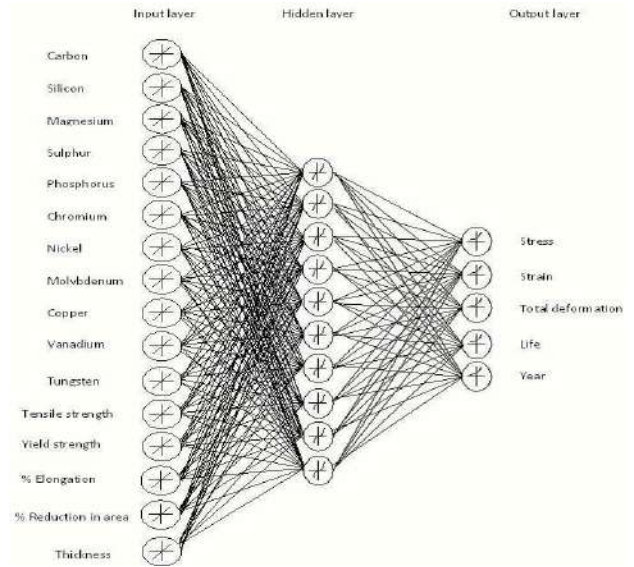 Input layer
Hidden layer
Output layer
Carbon
Silicon
Magnesium
Sulphur
Phosphorus
Chromium
Nickel
Molybdenum
Copper
Vanadium
Tungsten
Tensile strength
Yield strength
% Elongation
% Reduction in area
Thickness
Stress
Strain
Total deformation
Life
Year